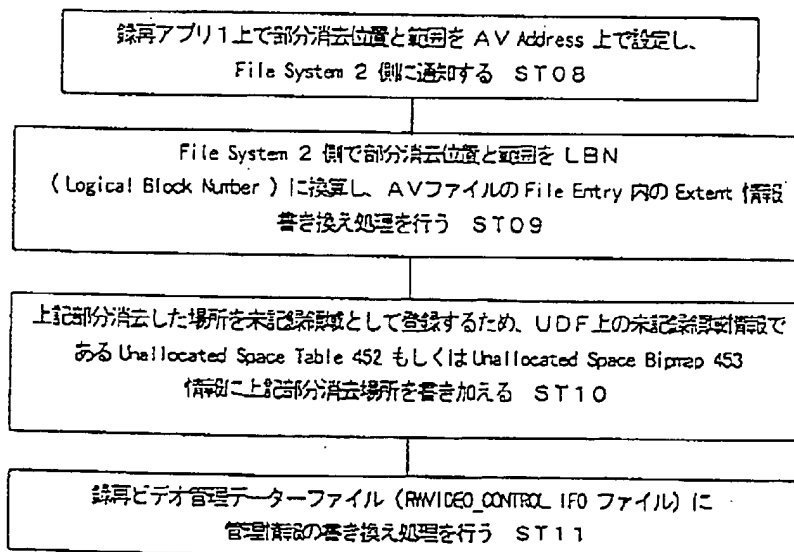 録再アプリ1上で部分消去位置と範囲を AV Address 上で設定し、
File System 2 側に通知する ST08
File System 2 側で部分消去位置と範囲を LBN
( Logical Block Number ) に換算し、AVファイルの File Entry 内の Extent 情報
書き換え処理を行う ST09
上記部分消去した場所を未記録領域として登録するため、UDF上の未記録領域情報で
ある Unallocated Space Table 452 もしくは Unallocated Space Bipmap 453
情報に上記部分消去場所を書き加える ST10
録再ビデオ管理データーファイル (RWVIDEO_CONTROL.IFO ファイル) に
管理情報の書き換え処理を行う ST11